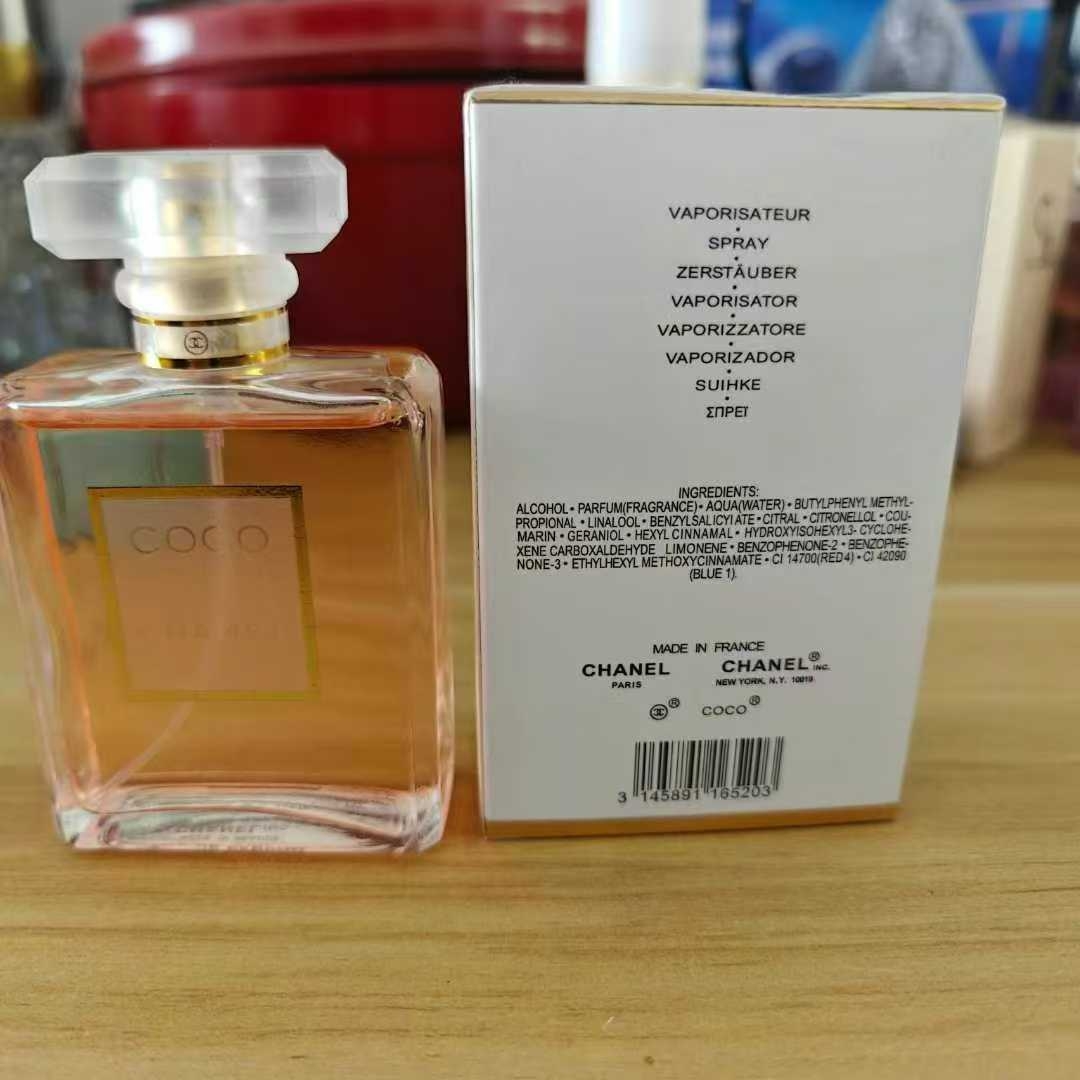 COCO
VAPORISATEUR
•
SPRAY
•
ZERSTÄUBER
•
VAPORISATOR
•
VAPORIZZATORE
•
VAPORIZADOR
•
SUIHKE
•
ΣΠΡΕΪ
INGREDIENTS:
ALCOHOL • PARFUM(FRAGRANCE) • AQUA(WATER) • BUTYLPHENYL METHYL-
PROPIONAL • LINALOOL • BENZYLSALICYIATE • CITRAL • CITRONELLOL • COU-
MARIN • GERANIOL • HEXYL CINNAMAL • HYDROXYISOHEXYL3- CYCLOHE-
XENE CARBOXALDEHYDE LIMONENE • BENZOPHENONE-2 • BENZOPHE-
NONE-3 • ETHYLHEXYL METHOXYCINNAMATE • CI 14700(RED4) • CI 42090
(BLUE 1).
MADE IN FRANCE
CHANEL CHANEL® INC.
PARIS NEW YORK, N.Y. 10019
® COCO®
3 145891 165203